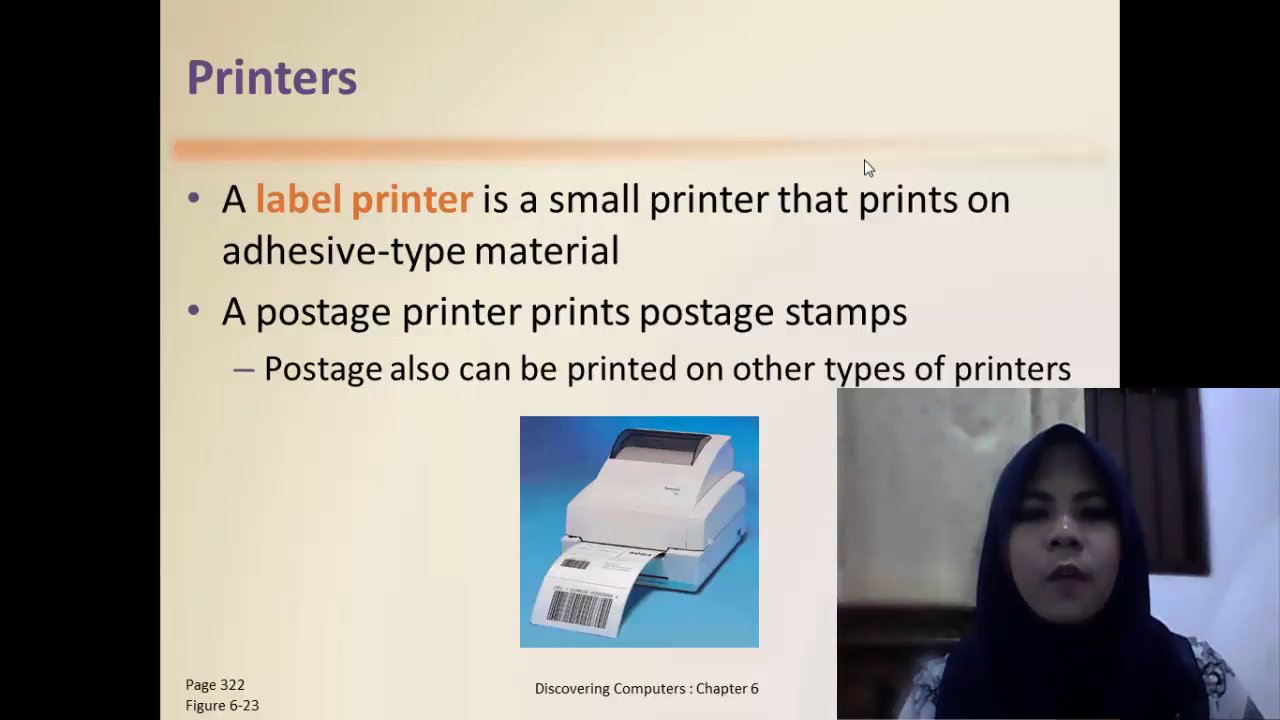 Printers
• A label printer is a small printer that prints on
adhesive-type material
• A postage printer prints postage stamps
– Postage also can be printed on other types of printers
Page 322
Figure 6-23
Discovering Computers : Chapter 6